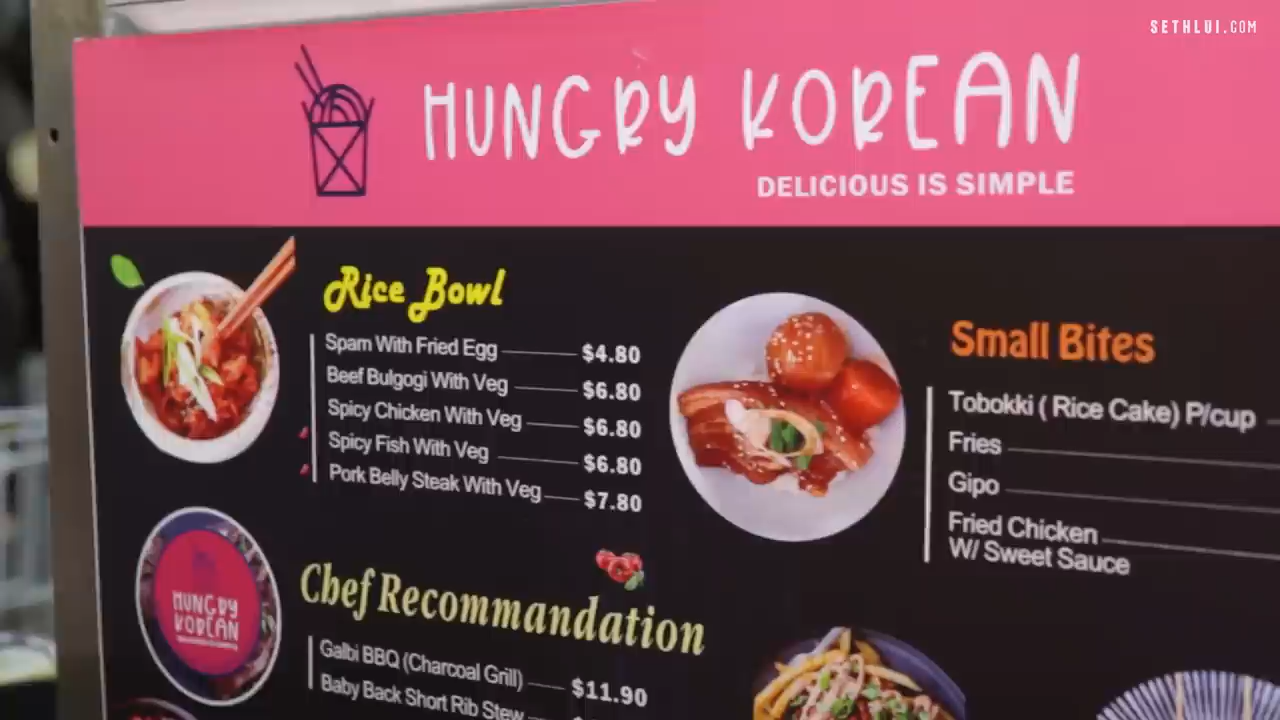 SETHLUI.COM
HUNGRY KOREAN
DELICIOUS IS SIMPLE
Rice Bowl
Spam With Fried Egg $4.80
Beef Bulgogi With Veg $6.80
Spicy Chicken With Veg $6.80
Spicy Fish With Veg $6.80
Pork Belly Steak With Veg $7.80
Small Bites
Tobokki ( Rice Cake) P/cup
Fries
Gipo
Fried Chicken
W/ Sweet Sauce
HUNGRY
KOREAN
Chef Recommandation
Galbi BBQ (Charcoal Grill) $11.90
Baby Back Short Rib Stew